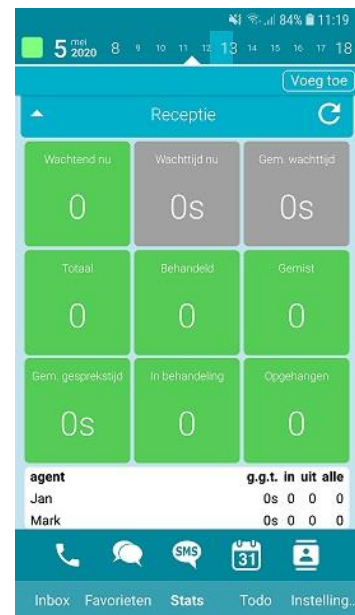 84% 11:19
5 mei 2020 8 9 10 11 12 13 14 15 16 17 18
Voeg toe
Receptie
Wachtend nu Wachttijd nu Gem. wachttijd
0 0s 0s
Totaal Behandeld Gemist
0 0 0
Gem. gesprekstijd In behandeling Opgehangen
0s 0 0
agent g.g.t. in uit alle
Jan 0s 0 0 0
Mark 0s 0 0 0
SMS 31
Inbox Favorieten Stats Todo Instelling